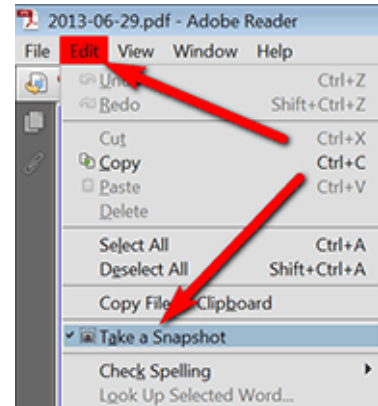 2013-06-29.pdf - Adobe Reader
File Edit View Window Help
Undo Ctrl+Z
Redo Shift+Ctrl+Z
Cut Ctrl+X
Copy Ctrl+C
Paste Ctrl+V
Delete
Select All Ctrl+A
Deselect All Shift+Ctrl+A
Copy File Clipboard
Take a Snapshot
Check Spelling
Look Up Selected Word...